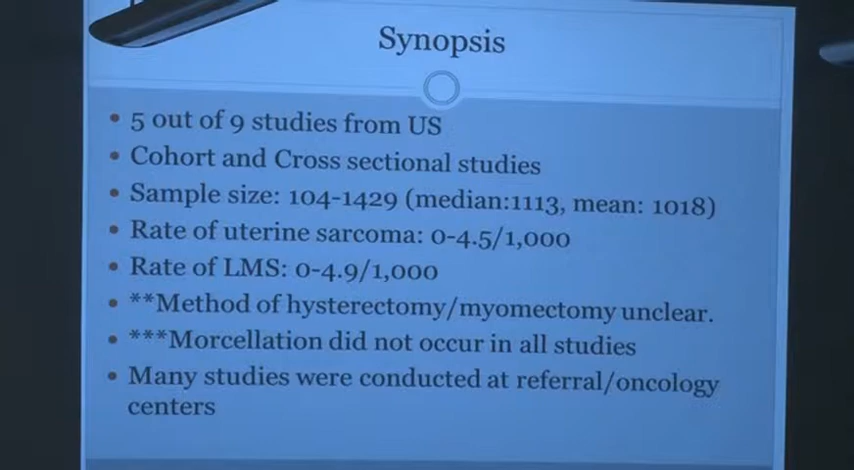 Synopsis
• 5 out of 9 studies from US
• Cohort and Cross sectional studies
• Sample size: 104-1429 (median:1113, mean: 1018)
• Rate of uterine sarcoma: 0-4.5/1,000
• Rate of LMS: 0-4.9/1,000
• **Method of hysterectomy/myomectomy unclear.
• ***Morcellation did not occur in all studies
• Many studies were conducted at referral/oncology
centers